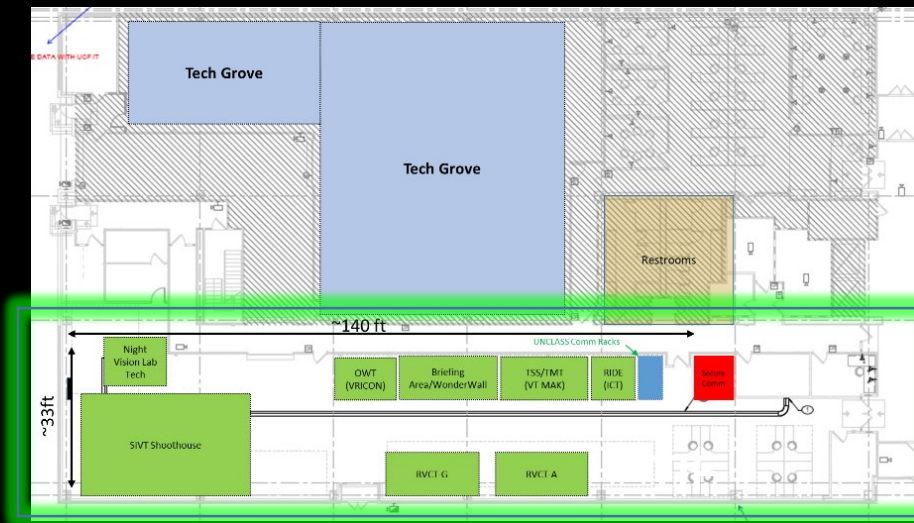 Tech Grove
E DATA WITH UCF IT
Tech Grove
Restrooms
~140 ft
UNCLASS Comm Racks
Night
Vision Lab
Tech
OWT
(VRICON)
Briefing
Area/WonderWall
TSS/TMT
(VT MAK)
RIDE
(ICT)
Secure
Comm
~33ft
SIVT Shoothouse
RVCT G
RVCT A